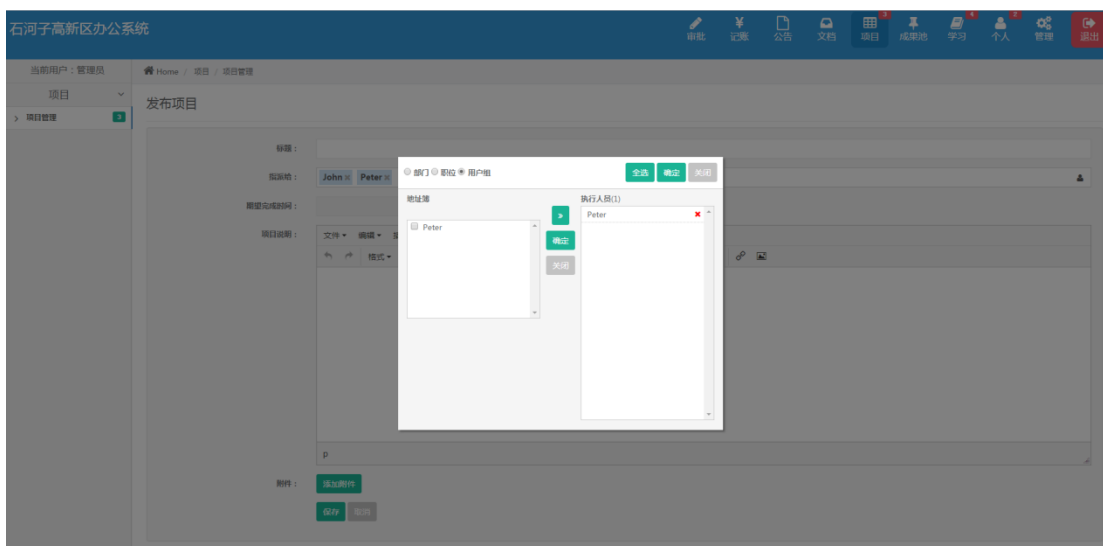 石河子高新区办公系统
3 4 2
审批 记账 公告 文档 项目 成果池 学习 个人 管理 退出
当前用户：管理员
Home / 项目 / 项目管理
项目
发布项目
项目管理 3
标题：
指派给： John × Peter ×
期望完成时间：
项目说明： 文件 编辑
格式
部门 职位 用户组 全选 确定 关闭
地址簿 执行人员(1)
» Peter ×
Peter
确定
关闭
p
附件： 添加附件
保存 取消